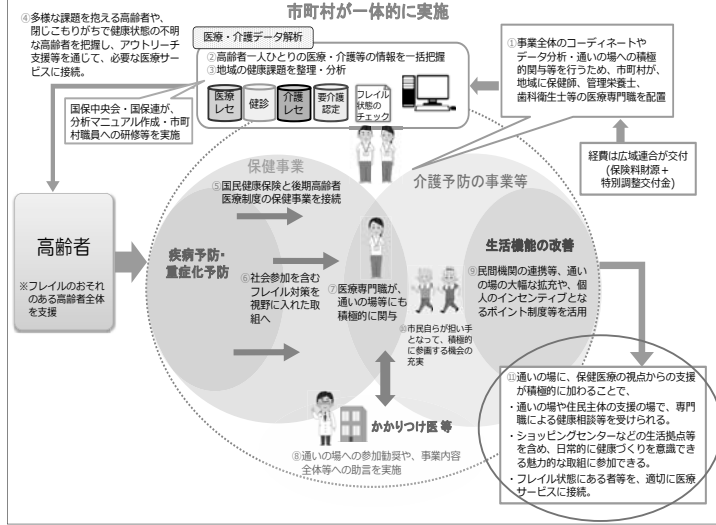 市町村が一体的に実施
④多様な課題を抱える高齢者や、
閉じこもりがちで健康状態の不明
な高齢者を把握し、アウトリーチ
支援等を通じて、必要な医療サー
ビスに接続。
医療・介護データ解析
②高齢者一人ひとりの医療・介護等の情報を一括把握
③地域の健康課題を整理・分析
医療
レセ
健診
介護
レセ
要介護
認定
フレイル
状態の
チェック
①事業全体のコーディネートや
データ分析・通いの場への積極
的関与等を行うため、市町村が、
地域に保健師、管理栄養士、
歯科衛生士等の医療専門職を配置
国保中央会・国保連が、
分析マニュアル作成・市町
村職員への研修等を実施
経費は広域連合が交付
(保険料財源+
特別調整交付金)
保健事業
介護予防の事業等
⑤国民健康保険と後期高齢者
医療制度の保健事業を接続
高齢者
※フレイルのおそれ
のある高齢者全体
を支援
疾病予防・
重症化予防
⑥社会参加を含む
フレイル対策を
視野に入れた取
組へ
⑦医療専門職が、
通いの場等にも
積極的に関与
⑩市民自らが担い手
となって、積極的
に参画する機会の
充実
生活機能の改善
⑨民間機関の連携等、通い
の場の大幅な拡充や、個
人のインセンティブとな
るポイント制度等を活用
かかりつけ医 等
⑧通いの場への参加勧奨や、事業内容
全体等への助言を実施
⑪通いの場に、保健医療の視点からの支援
が積極的に加わることで、
・通いの場や住民主体の支援の場で、専門
職による健康相談等を受けられる。
・ショッピングセンターなどの生活拠点等
を含め、日常的に健康づくりを意識でき
る魅力的な取組に参加できる。
・フレイル状態にある者等を、適切に医療
サービスに接続。